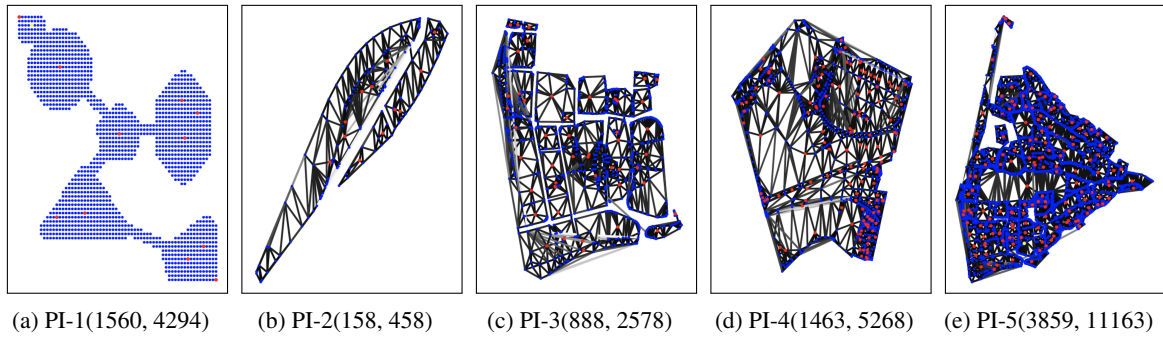 (a) PI-1(1560, 4294)
(b) PI-2(158, 458)
(c) PI-3(888, 2578)
(d) PI-4(1463, 5268)
(e) PI-5(3859, 11163)